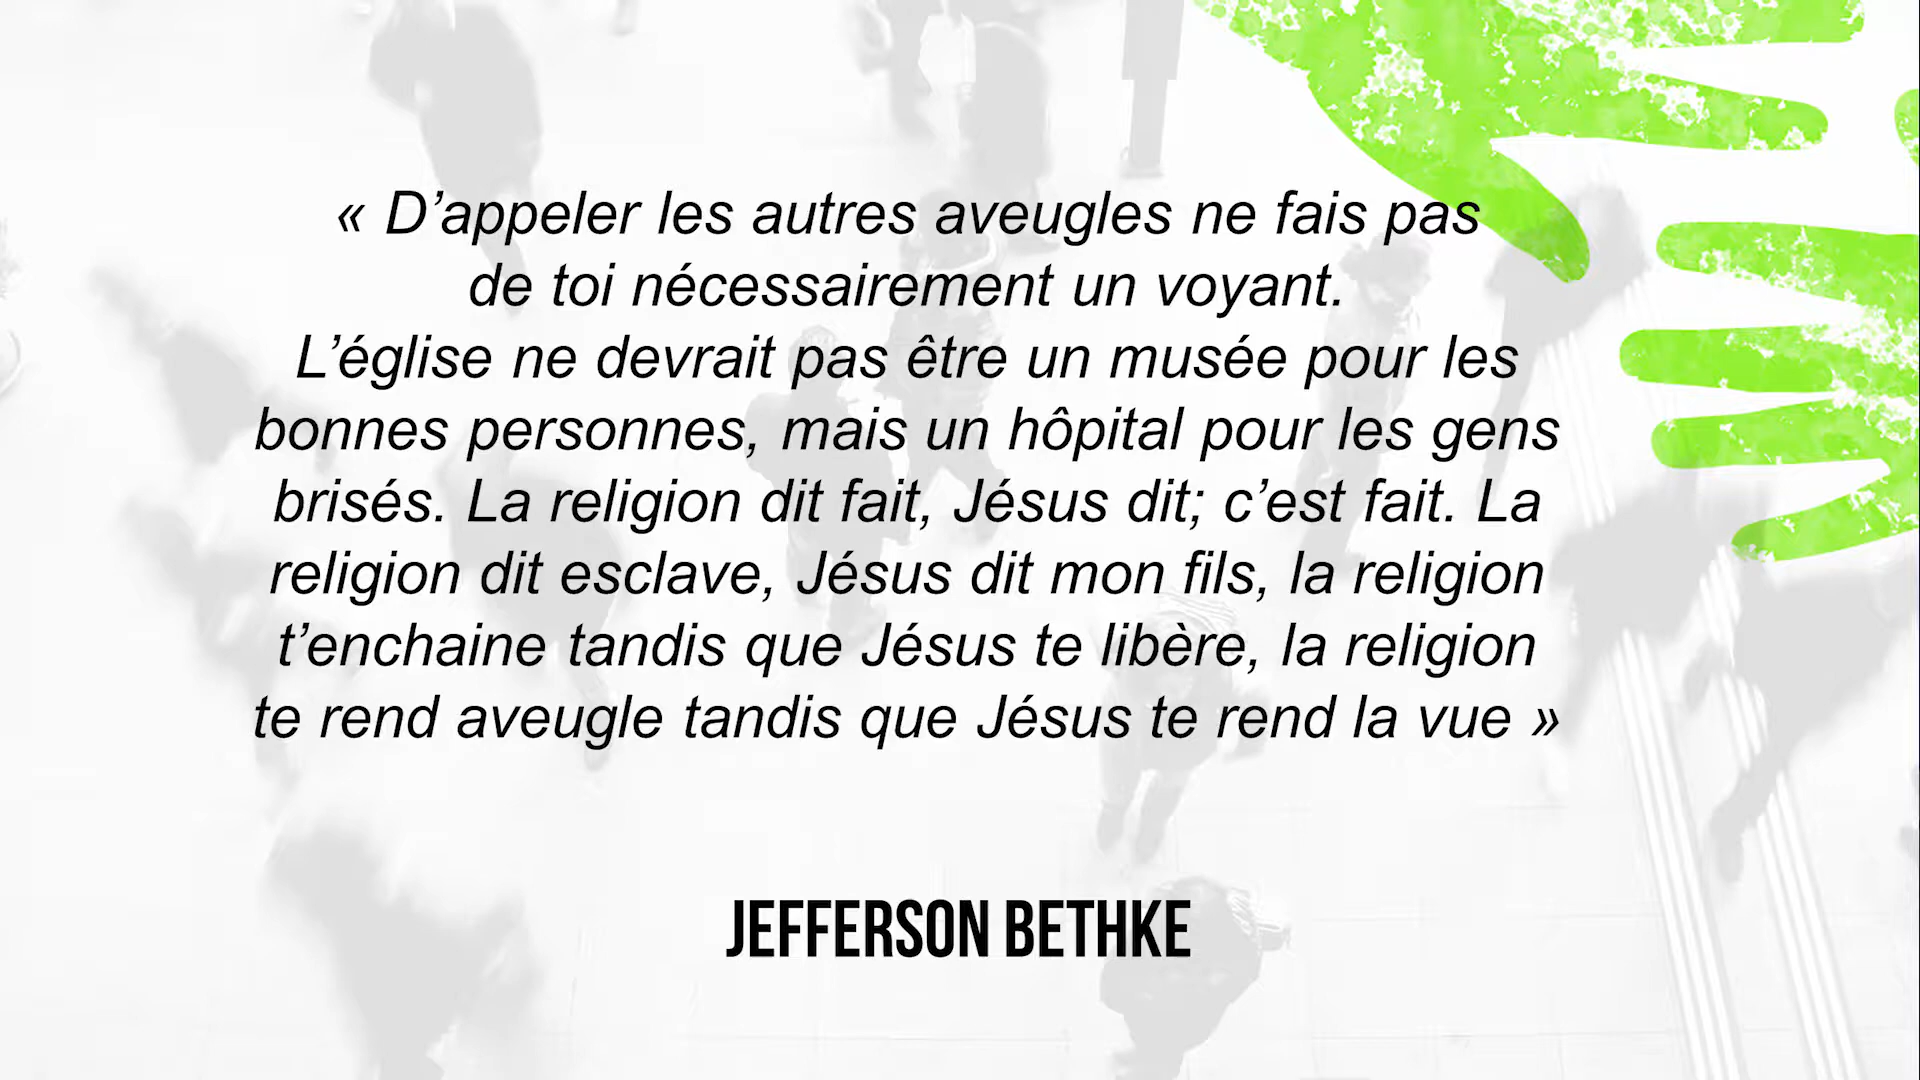 « D’appeler les autres aveugles ne fais pas
de toi nécessairement un voyant.
L’église ne devrait pas être un musée pour les
bonnes personnes, mais un hôpital pour les gens
brisés. La religion dit fait, Jésus dit; c’est fait. La
religion dit esclave, Jésus dit mon fils, la religion
t’enchaine tandis que Jésus te libère, la religion
te rend aveugle tandis que Jésus te rend la vue »
JEFFERSON BETHKE